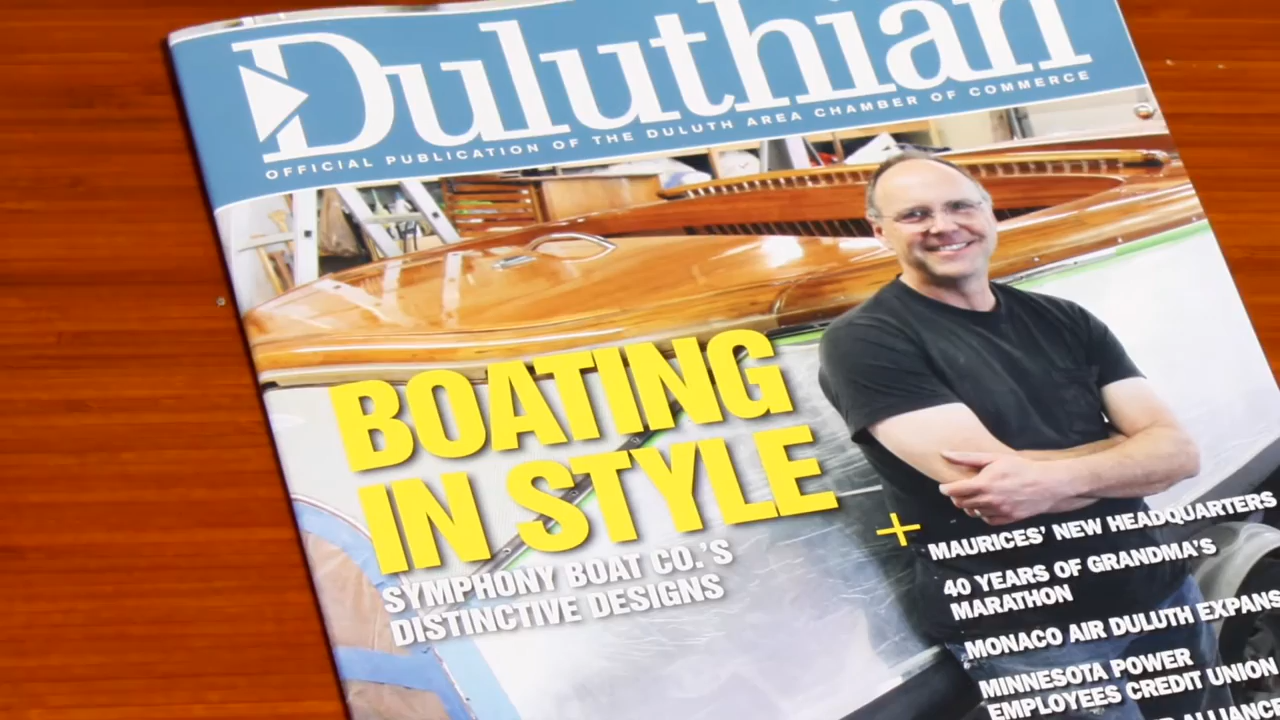 Duluthian
OFFICIAL PUBLICATION OF THE DULUTH AREA CHAMBER OF COMMERCE
BOATING
IN STYLE
SYMPHONY BOAT CO.'S
DISTINCTIVE DESIGNS
+
MAURICES' NEW HEADQUARTERS
40 YEARS OF GRANDMA'S
MARATHON
MONACO AIR DULUTH EXPANS
MINNESOTA POWER
EMPLOYEES CREDIT UNION
ALLIANCE